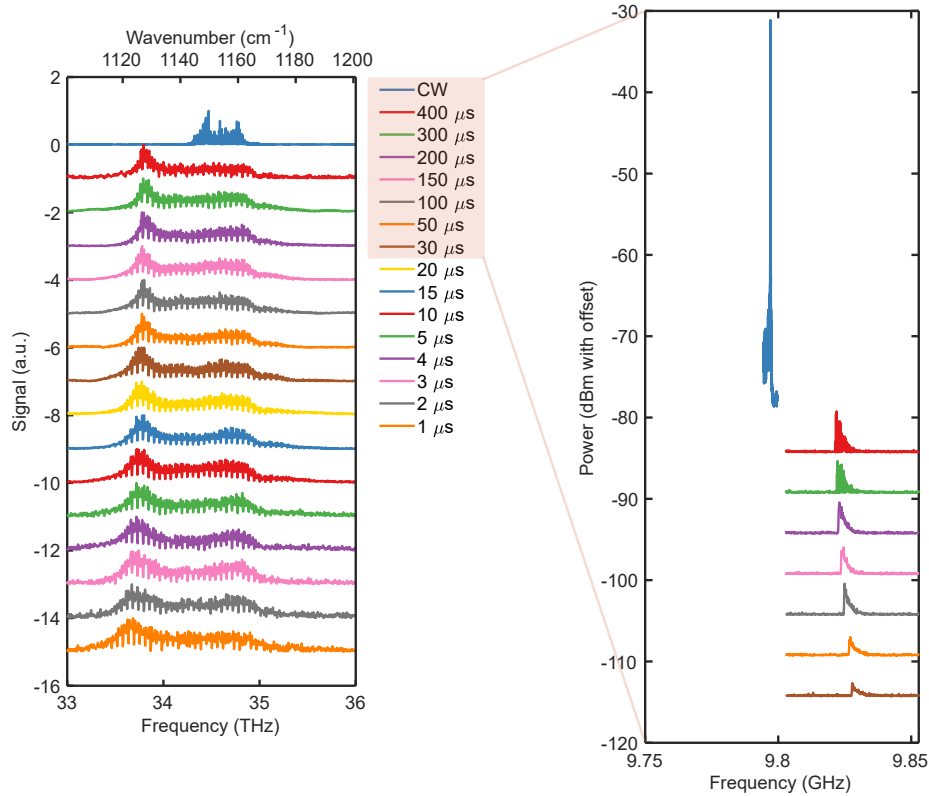 Wavenumber (cm-1)
1120 1140 1160 1180 1200
2
0
-2
-4
-6
-8
-10
-12
-14
-16
Signal (a.u.)
33 34 35 36
Frequency (THz)
CW
400 μs
300 μs
200 μs
150 μs
100 μs
50 μs
30 μs
20 μs
15 μs
10 μs
5 μs
4 μs
3 μs
2 μs
1 μs
-30
-40
-50
-60
-70
-80
-90
-100
-110
-120
Power (dBm with offset)
9.75 9.8 9.85
Frequency (GHz)